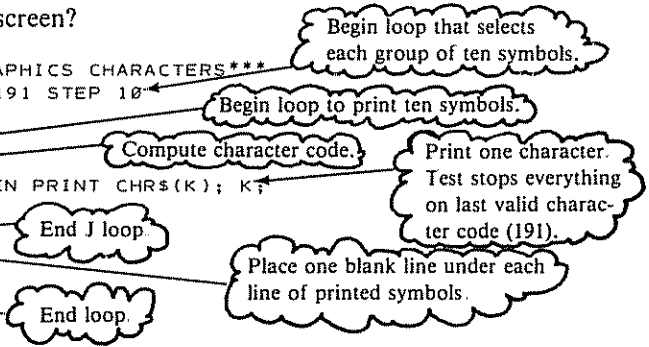 screen?
Begin loop that selects
each group of ten symbols.
APHICS CHARACTERS***
191 STEP 10
Begin loop to print ten symbols.
Compute character code.
Print one character.
Test stops everything
on last valid charac-
ter code (191).
EN PRINT CHR$(K); K;
End J loop.
Place one blank line under each
line of printed symbols.
End loop.